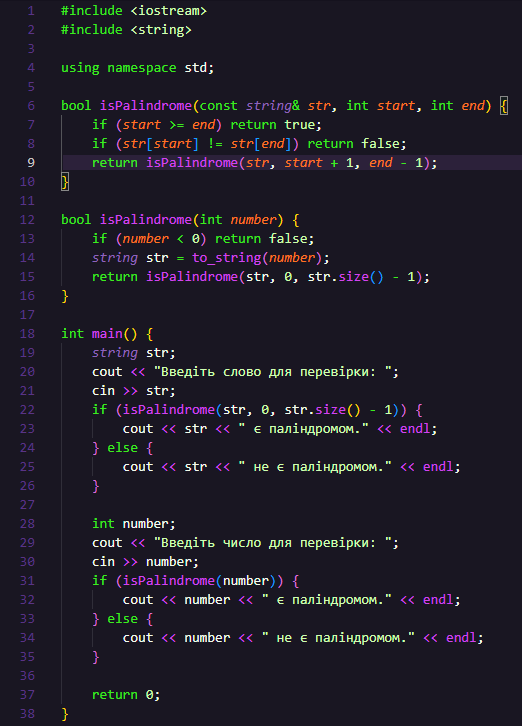 1 #include <iostream>
2 #include <string>
3
4 using namespace std;
5
6 bool isPalindrome(const string& str, int start, int end) {
7     if (start >= end) return true;
8     if (str[start] != str[end]) return false;
9     return isPalindrome(str, start + 1, end - 1);
10 }
11
12 bool isPalindrome(int number) {
13     if (number < 0) return false;
14     string str = to_string(number);
15     return isPalindrome(str, 0, str.size() - 1);
16 }
17
18 int main() {
19     string str;
20     cout << "Введіть слово для перевірки: ";
21     cin >> str;
22     if (isPalindrome(str, 0, str.size() - 1)) {
23         cout << str << " є паліндромом." << endl;
24     } else {
25         cout << str << " не є паліндромом." << endl;
26     }
27
28     int number;
29     cout << "Введіть число для перевірки: ";
30     cin >> number;
31     if (isPalindrome(number)) {
32         cout << number << " є паліндромом." << endl;
33     } else {
34         cout << number << " не є паліндромом." << endl;
35     }
36
37     return 0;
38 }